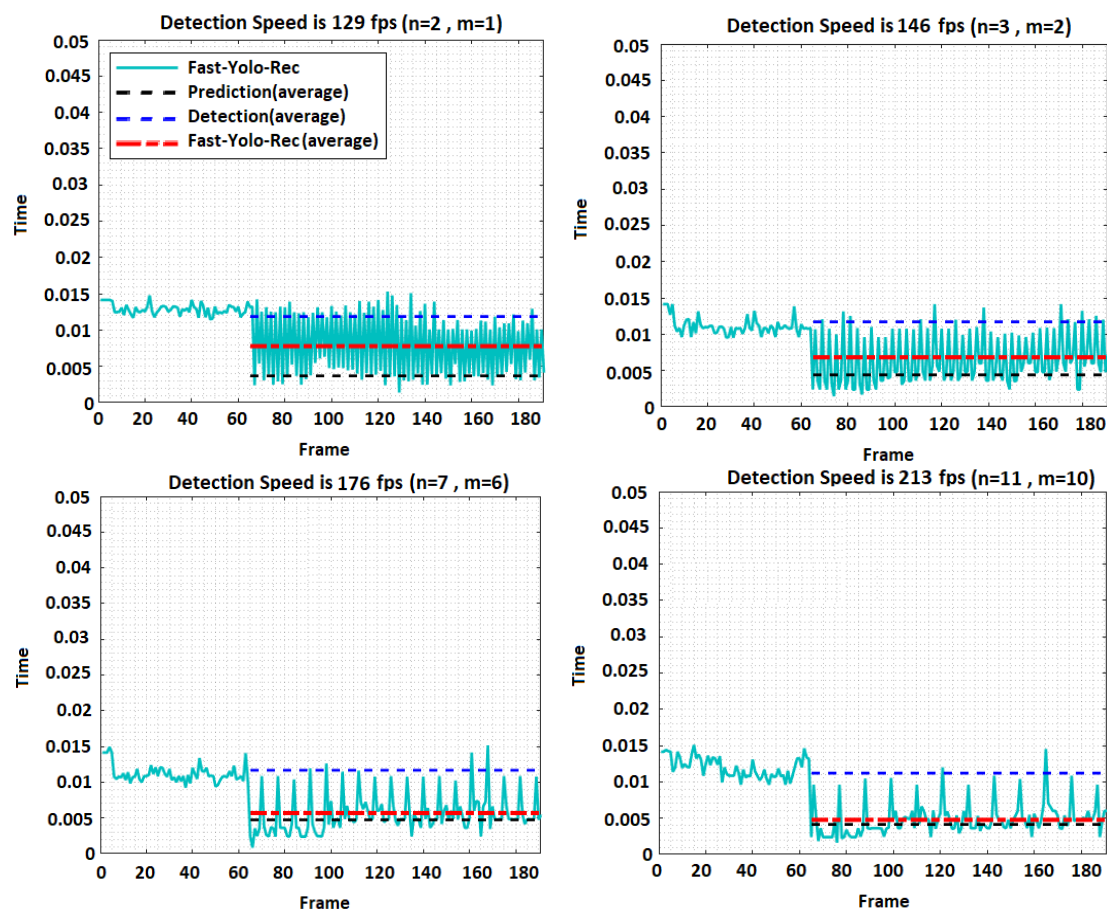 Detection Speed is 129 fps (n=2 , m=1)
0.05
0.045
0.04
0.035
0.03
0.025
0.02
0.015
0.01
0.005
0
Time
Fast-Yolo-Rec
Prediction(average)
Detection(average)
Fast-Yolo-Rec(average)
0 20 40 60 80 100 120 140 160 180
Frame
Detection Speed is 146 fps (n=3 , m=2)
0.05
0.045
0.04
0.035
0.03
0.025
0.02
0.015
0.01
0.005
0
Time
0 20 40 60 80 100 120 140 160 180
Frame
Detection Speed is 176 fps (n=7 , m=6)
0.05
0.045
0.04
0.035
0.03
0.025
0.02
0.015
0.01
0.005
0
Time
0 20 40 60 80 100 120 140 160 180
Frame
Detection Speed is 213 fps (n=11 , m=10)
0.05
0.045
0.04
0.035
0.03
0.025
0.02
0.015
0.01
0.005
0
Time
0 20 40 60 80 100 120 140 160 180
Frame